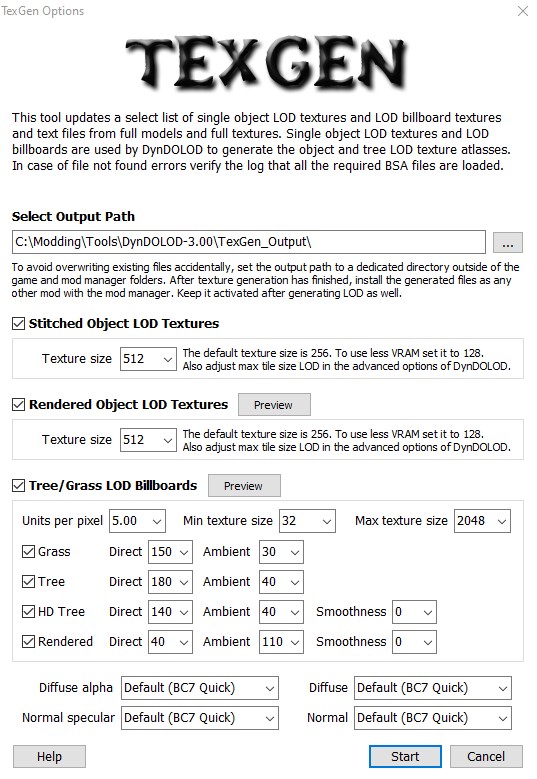 TexGen Options
TEXGEN
This tool updates a select list of single object LOD textures and LOD billboard textures
and text files from full models and full textures. Single object LOD textures and LOD
billboards are used by DynDOLOD to generate the object and tree LOD texture atlasses.
In case of file not found errors verify the log that all the required BSA files are loaded.
Select Output Path
C:\Modding\Tools\DynDOLOD-3.00\TexGen_Output\ ...
To avoid overwriting existing files accidentally, set the output path to a dedicated directory outside of the
game and mod manager folders. After texture generation has finished, install the generated files as any
other mod with the mod manager. Keep it activated after generating LOD as well.
Stitched Object LOD Textures
Texture size 512 The default texture size is 256. To use less VRAM set it to 128.
Also adjust max tile size LOD in the advanced options of DynDOLOD.
Rendered Object LOD Textures Preview
Texture size 512 The default texture size is 256. To use less VRAM set it to 128.
Also adjust max tile size LOD in the advanced options of DynDOLOD.
Tree/Grass LOD Billboards Preview
Units per pixel 5.00 Min texture size 32 Max texture size 2048
Grass Direct 150 Ambient 30
Tree Direct 180 Ambient 40
HD Tree Direct 140 Ambient 40 Smoothness 0
Rendered Direct 40 Ambient 110 Smoothness 0
Diffuse alpha Default (BC7 Quick) Diffuse Default (BC7 Quick)
Normal specular Default (BC7 Quick) Normal Default (BC7 Quick)
Help Start Cancel